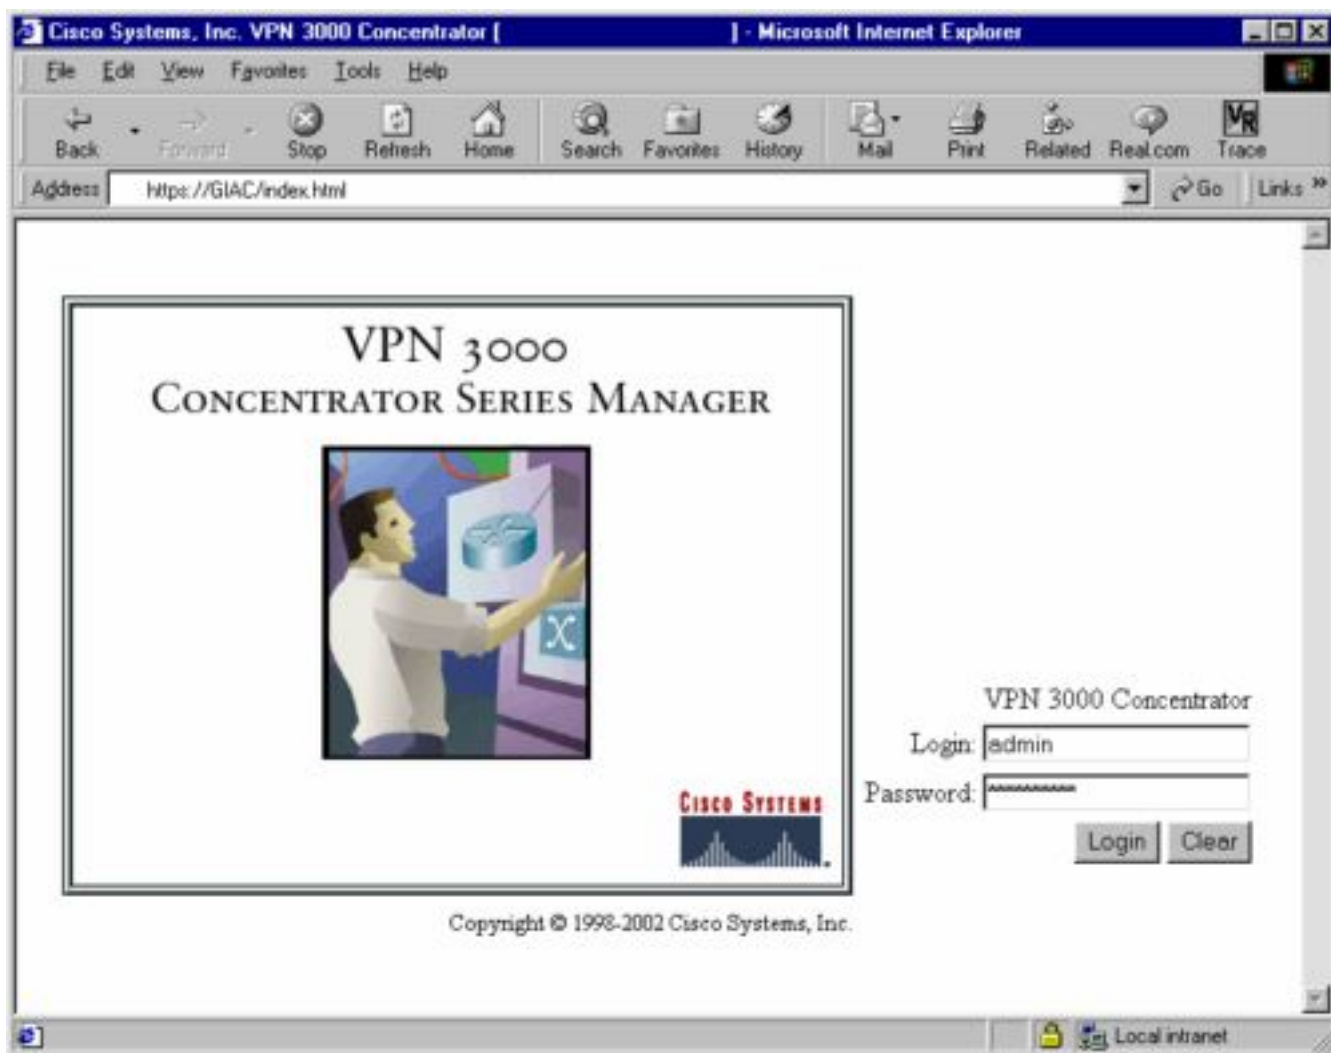 Cisco Systems, Inc. VPN 3000 Concentrator [ ] - Microsoft Internet Explorer
File Edit View Favorites Tools Help
Back Forward Stop Refresh Home Search Favorites History Mail Print Related Real.com Trace
VR
Address https://GIAC/index.html Go Links »
VPN 3000
CONCENTRATOR SERIES MANAGER
VPN 3000 Concentrator
Login: admin
Password: **********
CISCO SYSTEMS
Login Clear
Copyright © 1998-2002 Cisco Systems, Inc.
Local intranet